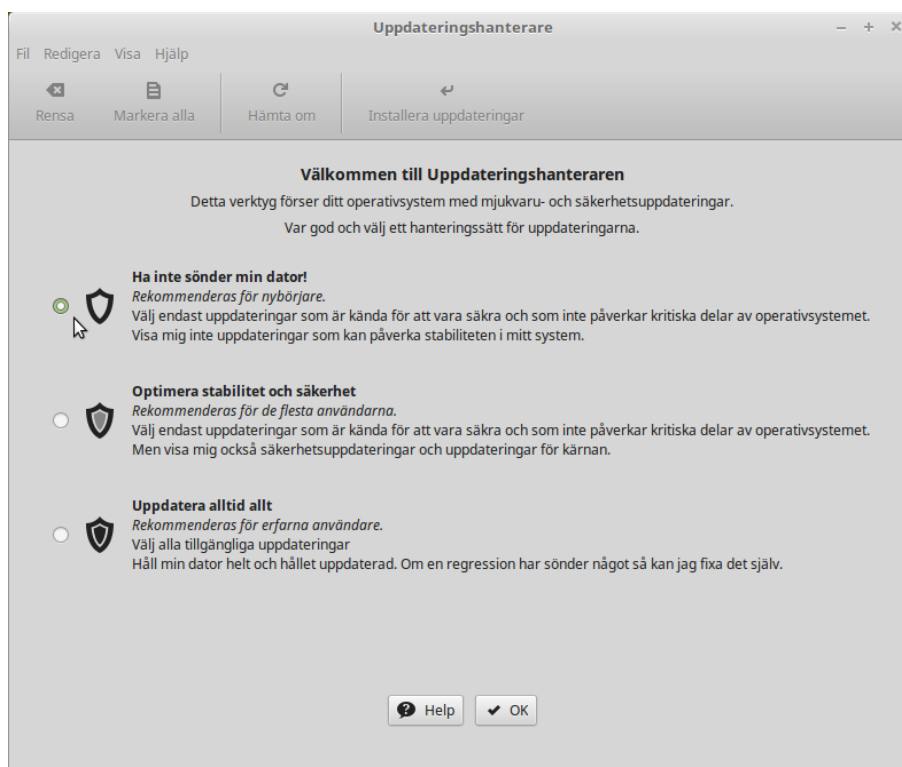 Uppdateringshanterare
Fil Redigera Visa Hjälp
Rensa Markera alla Hämta om Installera uppdateringar
Välkommen till Uppdateringshanteraren
Detta verktyg förser ditt operativsystem med mjukvaru- och säkerhetsuppdateringar.
Var god och välj ett hanteringssätt för uppdateringarna.
Ha inte sönder min dator!
Rekommenderas för nybörjare.
Välj endast uppdateringar som är kända för att vara säkra och som inte påverkar kritiska delar av operativsystemet.
Visa mig inte uppdateringar som kan påverka stabiliteten i mitt system.
Optimera stabilitet och säkerhet
Rekommenderas för de flesta användarna.
Välj endast uppdateringar som är kända för att vara säkra och som inte påverkar kritiska delar av operativsystemet.
Men visa mig också säkerhetsuppdateringar och uppdateringar för kärnan.
Uppdatera alltid allt
Rekommenderas för erfarna användare.
Välj alla tillgängliga uppdateringar
Håll min dator helt och hållet uppdaterad. Om en regression har sönder något så kan jag fixa det själv.
Help OK